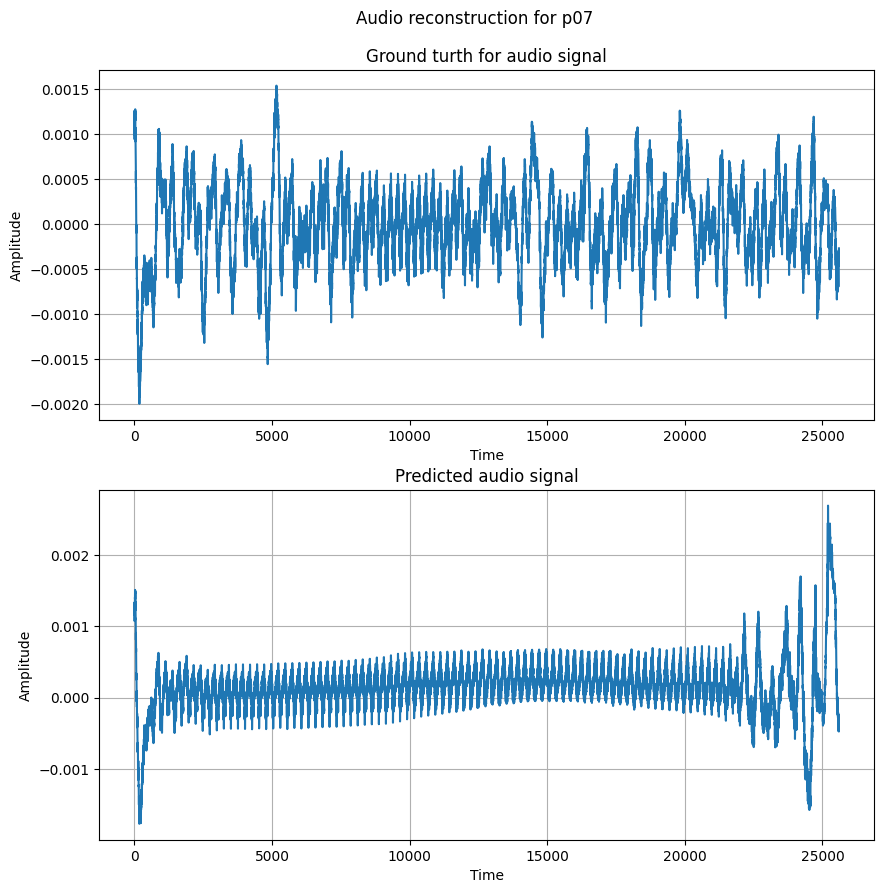 Audio reconstruction for p07
Ground turth for audio signal
0.0015
0.0010
0.0005
0.0000
−0.0005
−0.0010
−0.0015
−0.0020
Amplitude
0 5000 10000 15000 20000 25000
Time
Predicted audio signal
0.002
0.001
0.000
−0.001
Amplitude
0 5000 10000 15000 20000 25000
Time